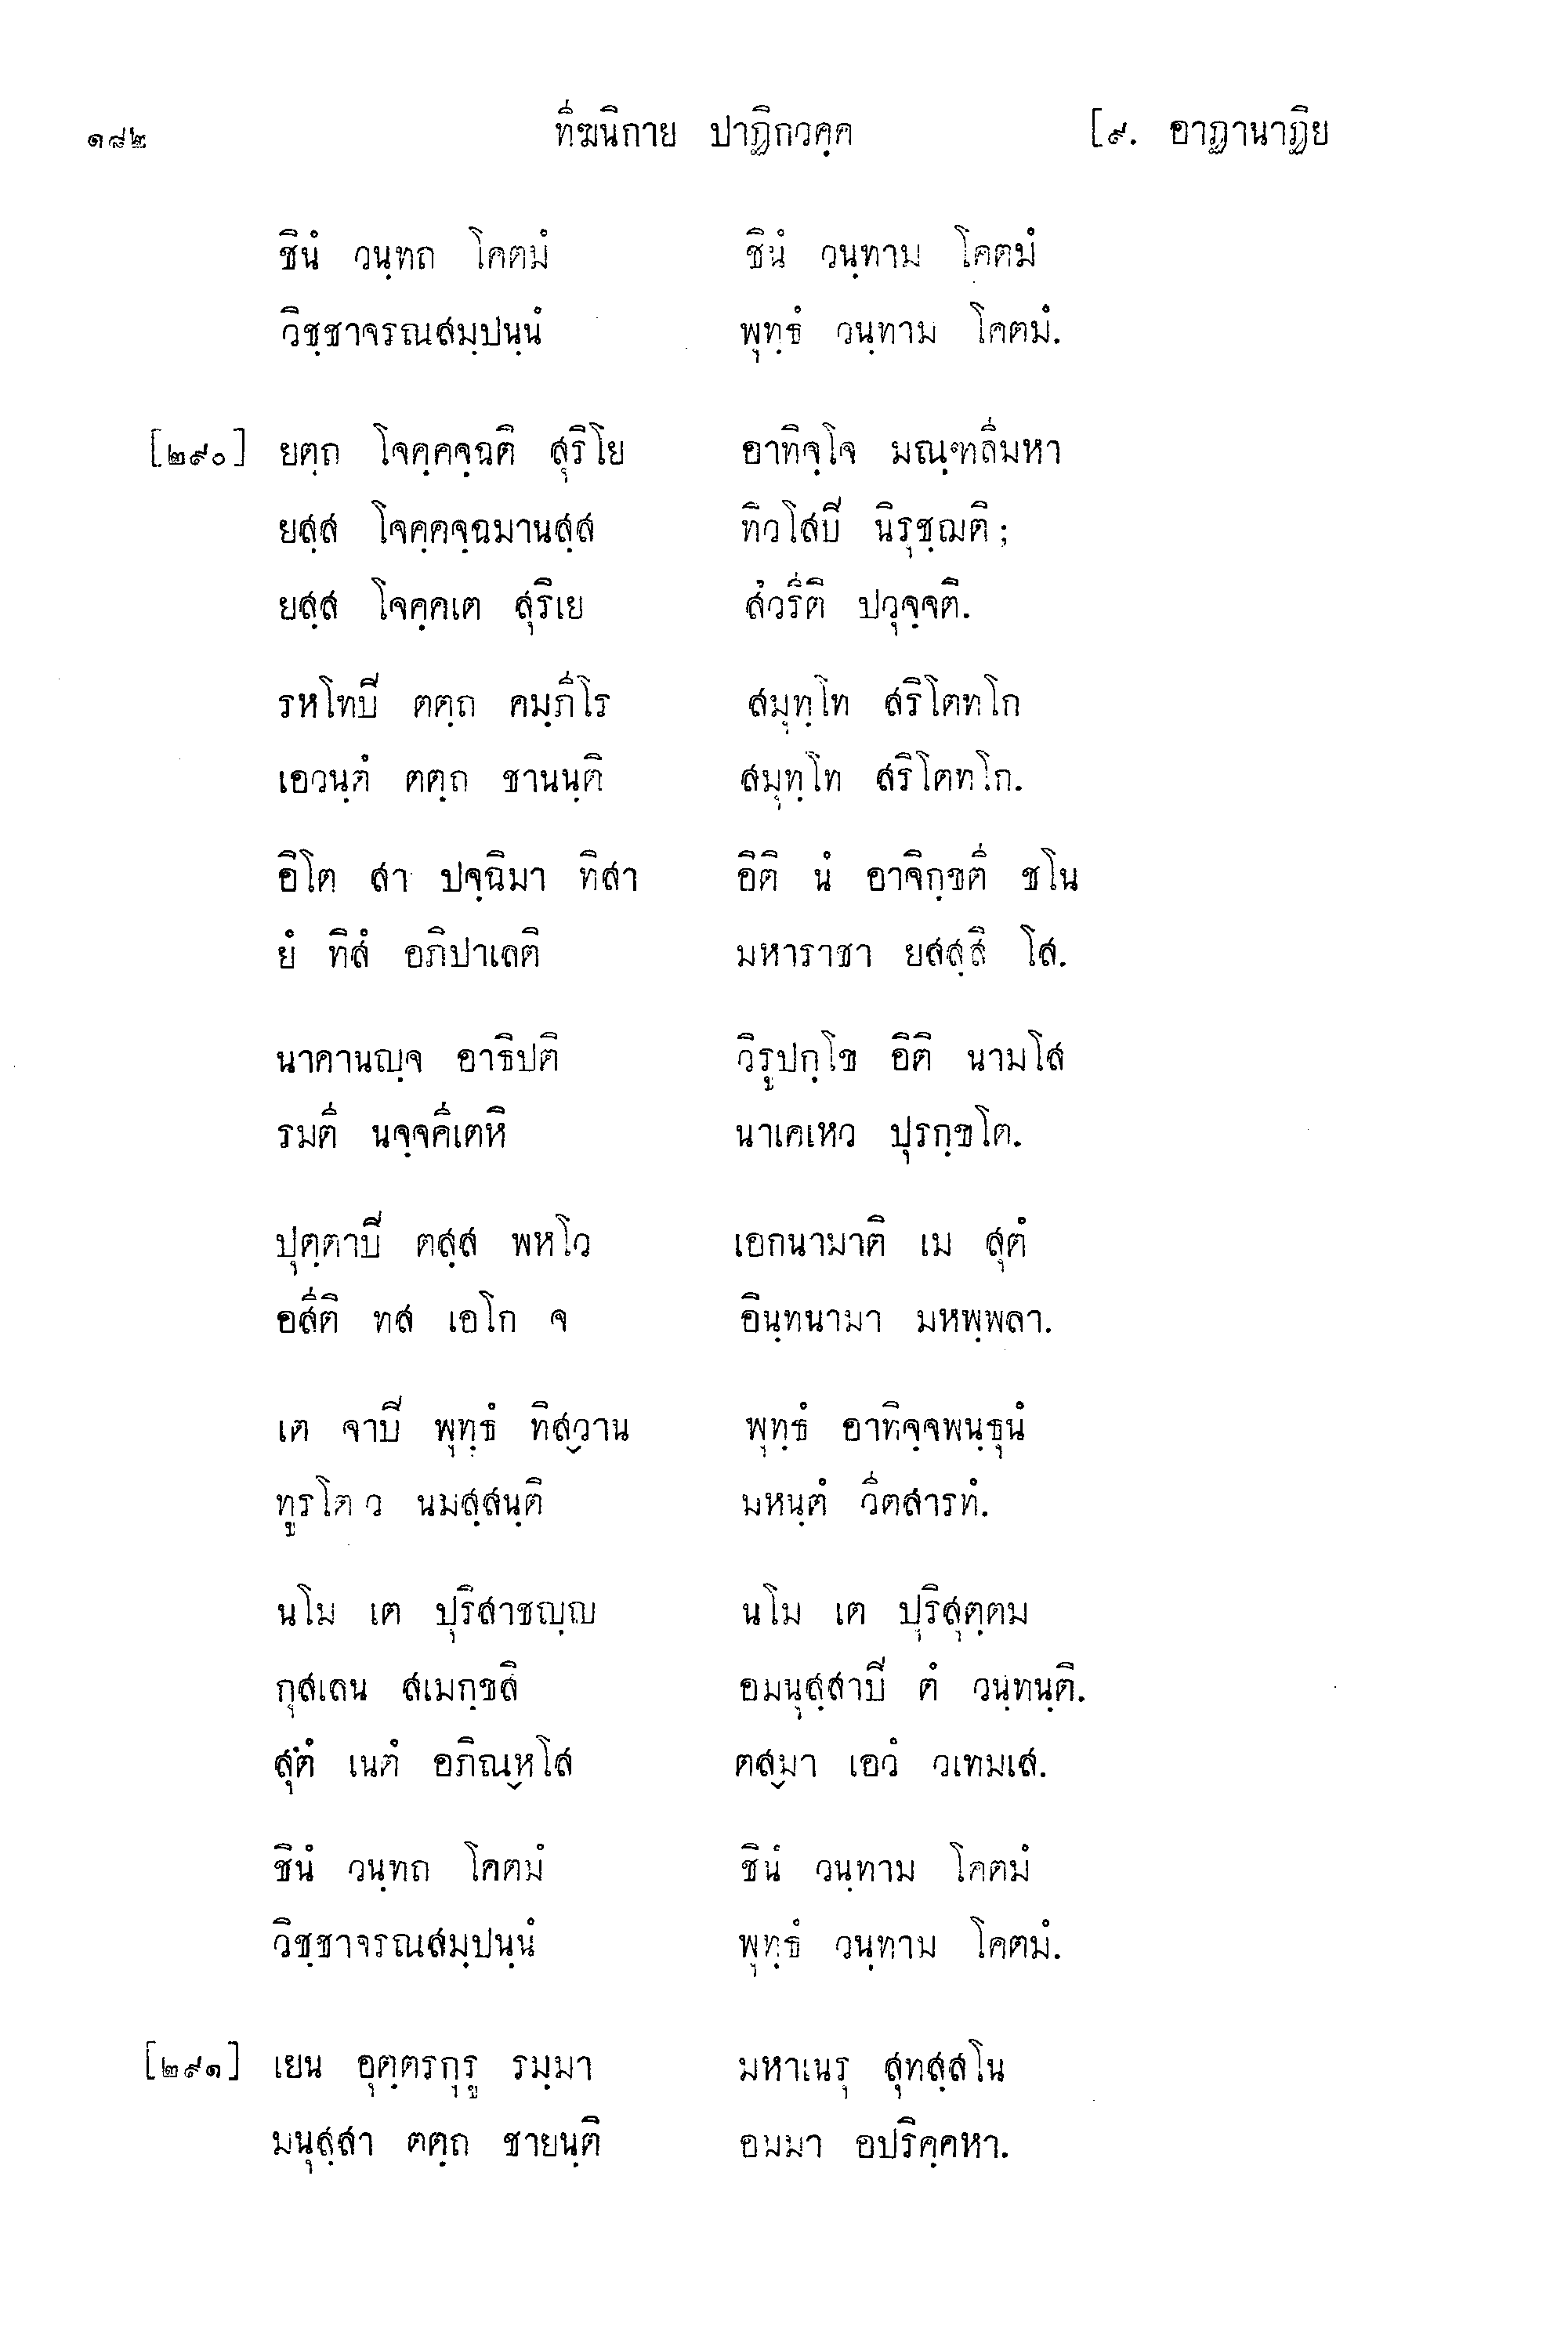 ๑๘๒ ทีฆนิกาย ปาฏิกวคฺค [๙. อาฏานาฏิย
ชินํ วนฺทถ โคตมํ ชินํ วนฺทาม โคตมํ
วิชฺชาจรณสมฺปนฺนํ พุทฺธํ วนฺทาม โคตมํ.
[๒๙๐] ยตฺถ โจคฺคจฺฉติ สุริโย อาทิจฺโจ มณฺฑลีมหา
ยสฺส โจคฺคจฺฉมานสฺส ทิวโสบี นิรุชฺฌติ;
ยสฺส โจคฺคเต สุริเย สํวรีติ ปวุจฺจติ.
รหโทบี ตตฺถ คมฺภีโร สมุทฺโท สริโตทโก
เอวนฺตํ ตตฺถ ชานนฺติ สมุทฺโท สริโตทโก.
อิโต สา ปจฺฉิมา ทิสา อิติ นํ อาจิกฺขตี ชโน
ยํ ทิสํ อภิปาเลติ มหาราชา ยสสฺสิ โส.
นาคานญฺจ อาธิปติ วิรูปกฺโข อิติ นามโส
รมตี นจฺจคีเตหิ นาเคเหว ปุรกฺขโต.
ปุตฺตาบี ตสฺส พหโว เอกนามาติ เม สุตํ
อสีติ ทส เอโก จ อินฺทนามา มหพฺพลา.
เต จาบี พุทฺธํ ทิสฺวาน พุทฺธํ อาทิจฺจพนฺธุนํ
ทูรโต ว นมสฺสนฺติ มหนฺตํ วีตสารทํ.
นโม เต ปุริสาชญฺญ นโม เต ปุริสุตฺตม
กุสเลน สเมกฺขสิ อมนุสฺสาบี ตํ วนฺทนฺติ.
สุตํ เนตํ อภิณฺหโส ตสฺมา เอวํ วเทมเส.
ชินํ วนฺทถ โคตมํ ชินํ วนฺทาม โคตมํ
วิชฺชาจรณสมฺปนฺนํ พุทฺธํ วนฺทาม โคตมํ.
[๒๙๑] เยน อุตฺตรกุรู รมฺมา มหาเนรุ สุทสฺสโน
มนุสฺสา ตตฺถ ชายนฺติ อมมา อปริคฺคหา.